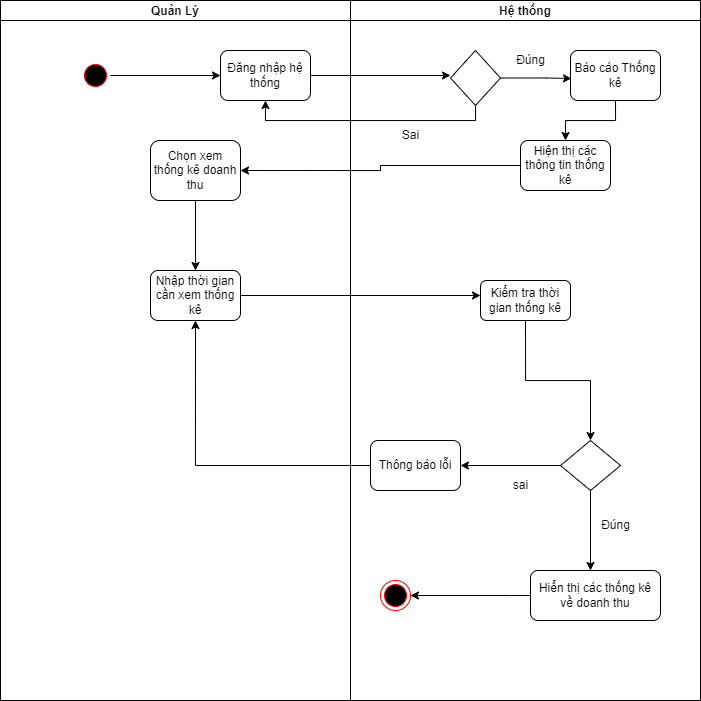 Quản Lý
Hệ thống
Đăng nhập hệ
thống
Đúng
Báo cáo Thống
kê
Sai
Chọn xem
thống kê doanh
thu
Hiện thị các
thông tin thống
kê
Nhập thời gian
cần xem thống
kê
Kiểm tra thời
gian thống kê
Thông báo lỗi
sai
Đúng
Hiển thị các thống kê
về doanh thu